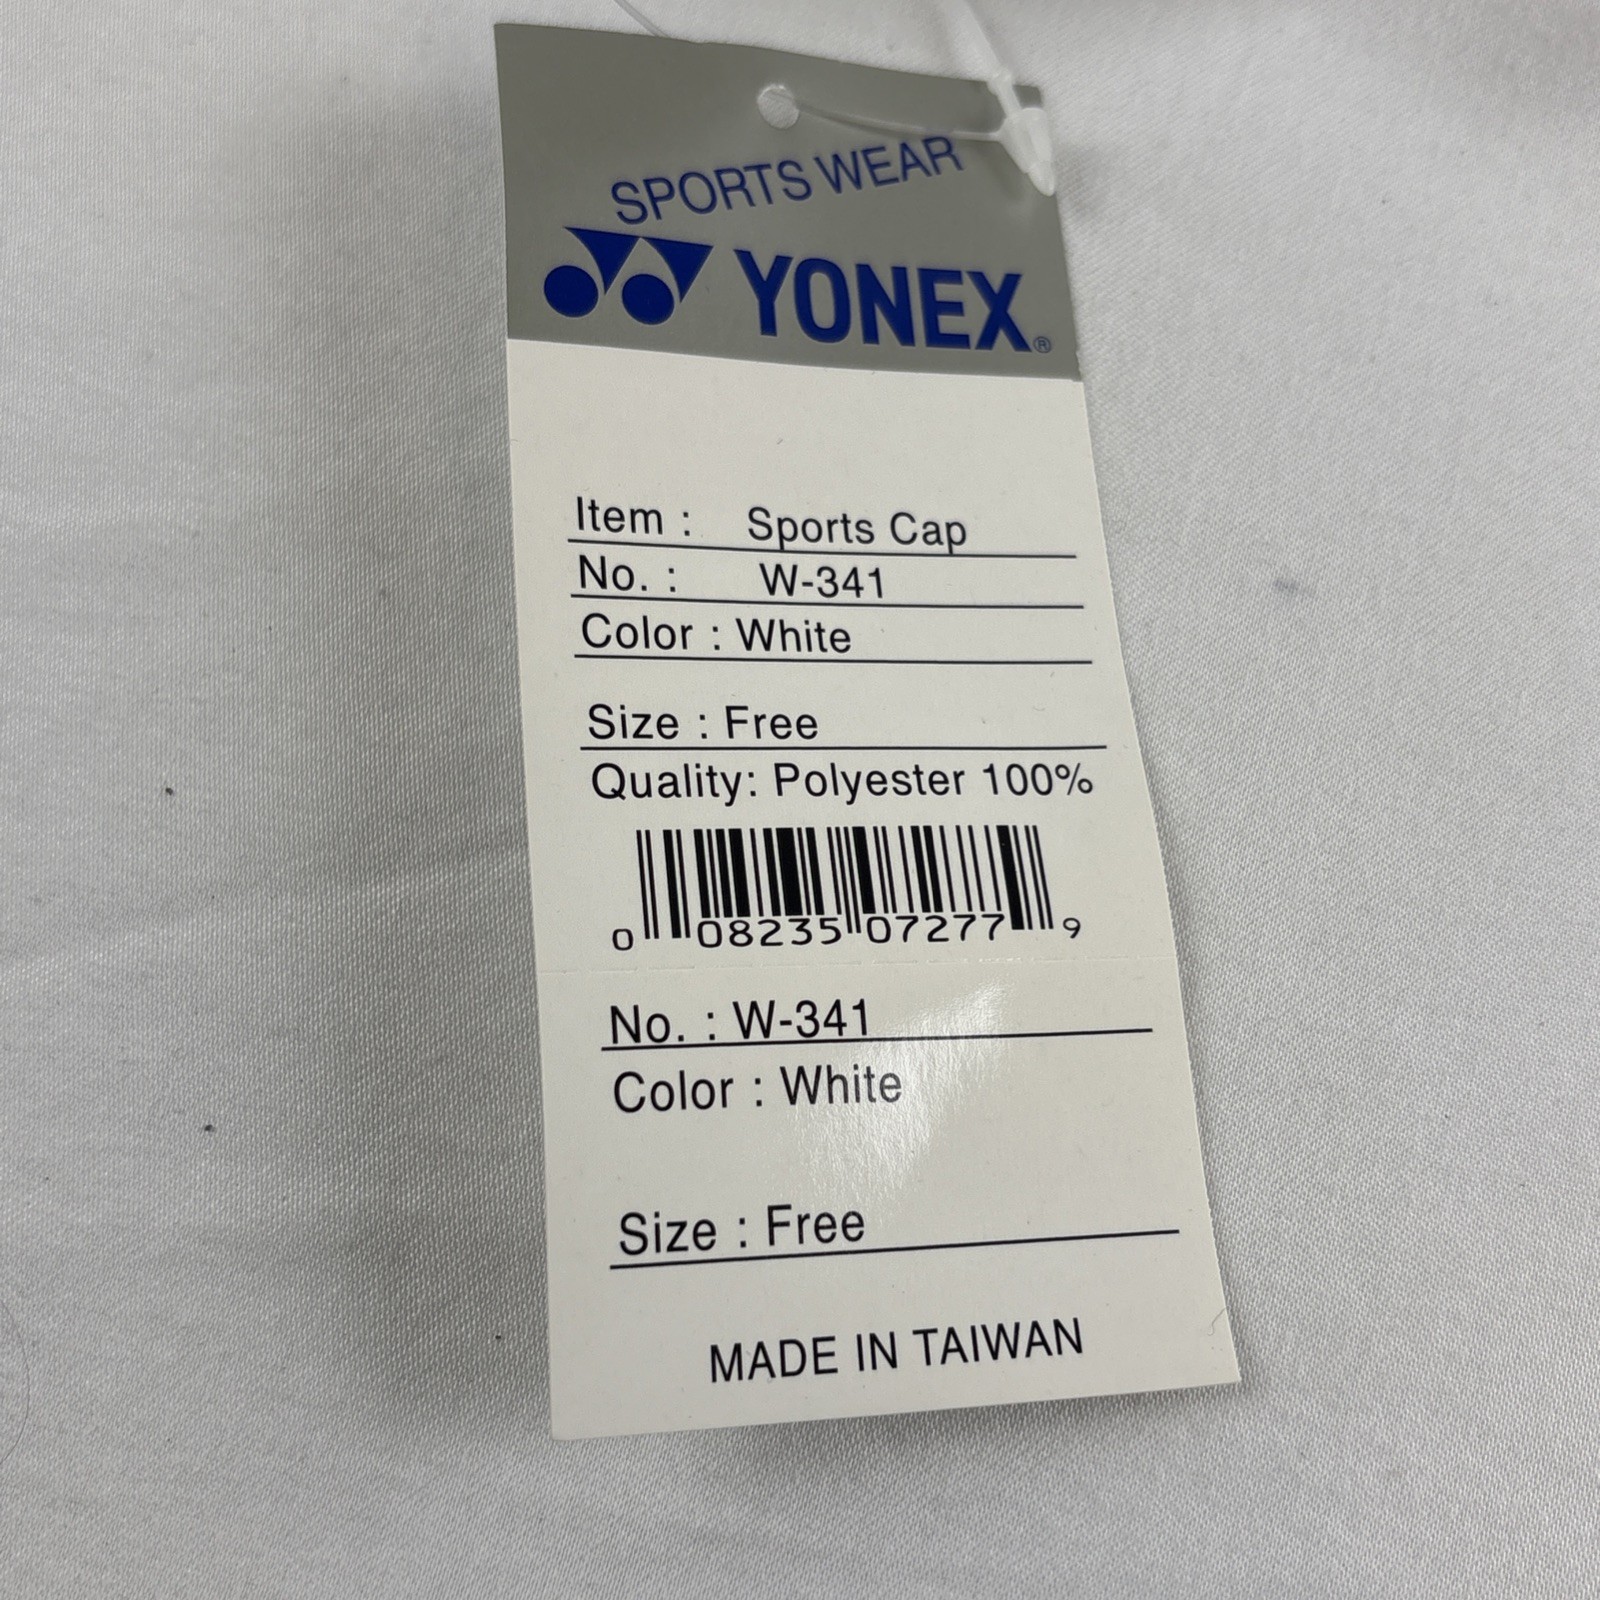 SPORTS WEAR
YONEX®
Item : Sports Cap
No. : W-341
Color : White
Size : Free
Quality: Polyester 100%
0 08235 07277 9
No. : W-341
Color : White
Size : Free
MADE IN TAIWAN